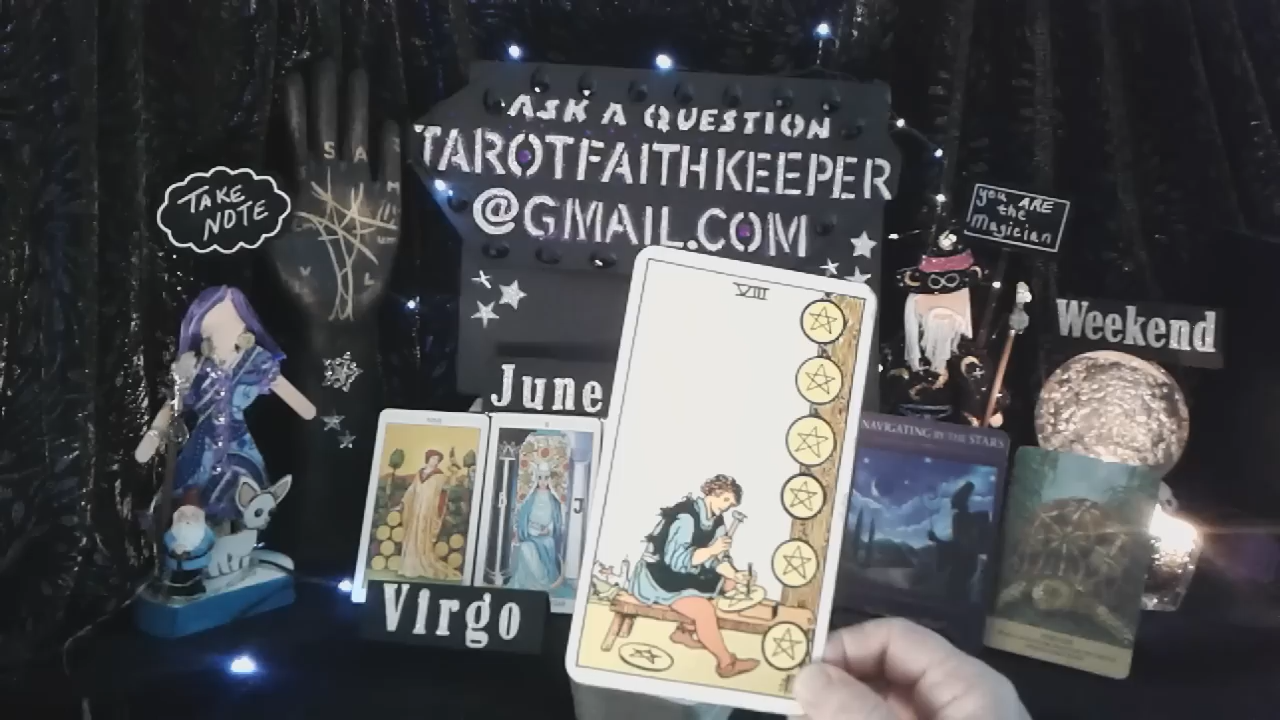 ASK A QUESTION
TAROTFAITHKEEPER
@GMAIL.COM
TAKE
NOTE
S A
you ARE
the
Magician
Weekend
VIII
June
NAVIGATING BY THE STARS
B J
Virgo